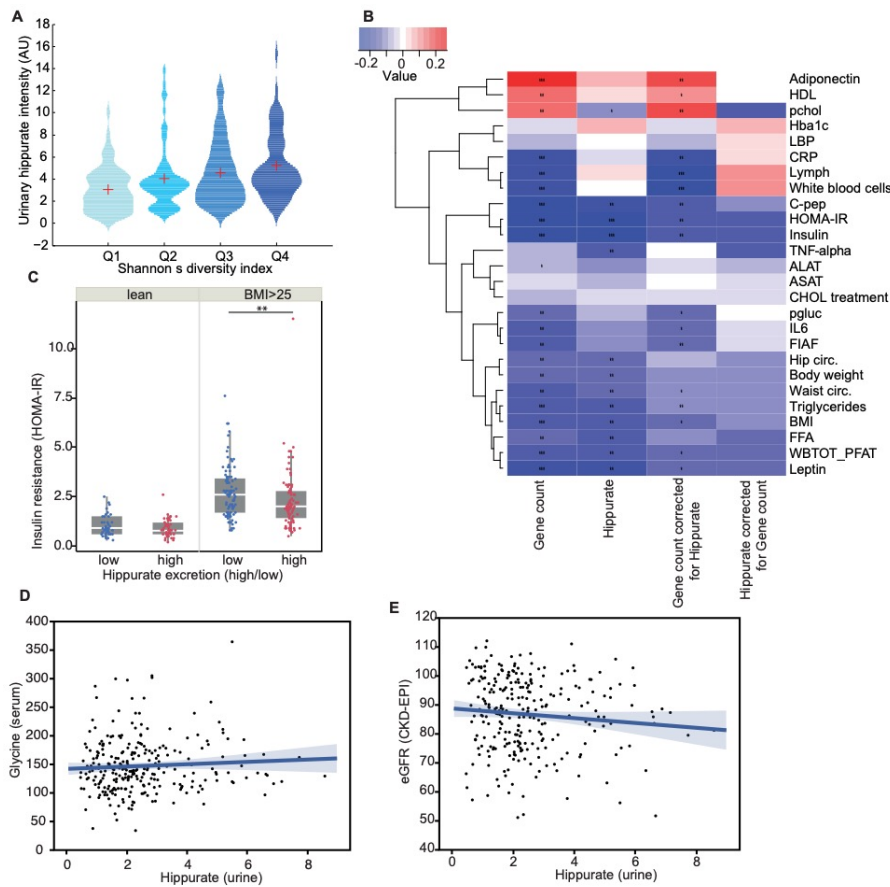 A
18
16
14
12
10
8
6
4
2
0
−2
Urinary hippurate intensity (AU)
Q1 Q2 Q3 Q4
Shannon s diversity index
B
-0.2 0 0.2
Value
Adiponectin
HDL
pchol
Hba1c
LBP
CRP
Lymph
White blood cells
C-pep
HOMA-IR
Insulin
TNF-alpha
ALAT
ASAT
CHOL treatment
pgluc
IL6
FIAF
Hip circ.
Body weight
Waist circ.
Triglycerides
BMI
FFA
WBTOT_PFAT
Leptin
Gene count
Hippurate
Gene count corrected
for Hippurate
Hippurate corrected
for Gene count
C
lean BMI>25
**
10.0
7.5
5.0
2.5
0.0
Insulin resistance (HOMA-IR)
low high low high
Hippurate excretion (high/low)
D
400
350
300
250
200
150
100
50
0
Glycine (serum)
0 2 4 6 8
Hippurate (urine)
E
120
110
100
90
80
70
60
50
40
eGFR (CKD-EPI)
0 2 4 6 8
Hippurate (urine)